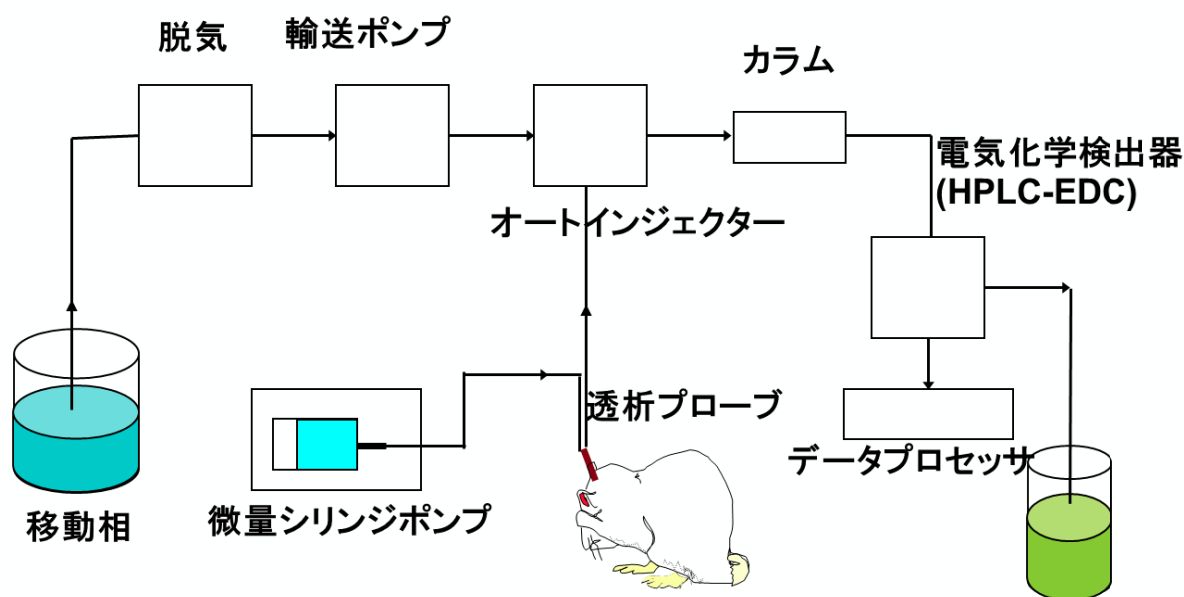 脱気
輸送ポンプ
カラム
電気化学検出器
(HPLC-EDC)
オートインジェクター
透析プローブ
データプロセッサ
微量シリンジポンプ
移動相